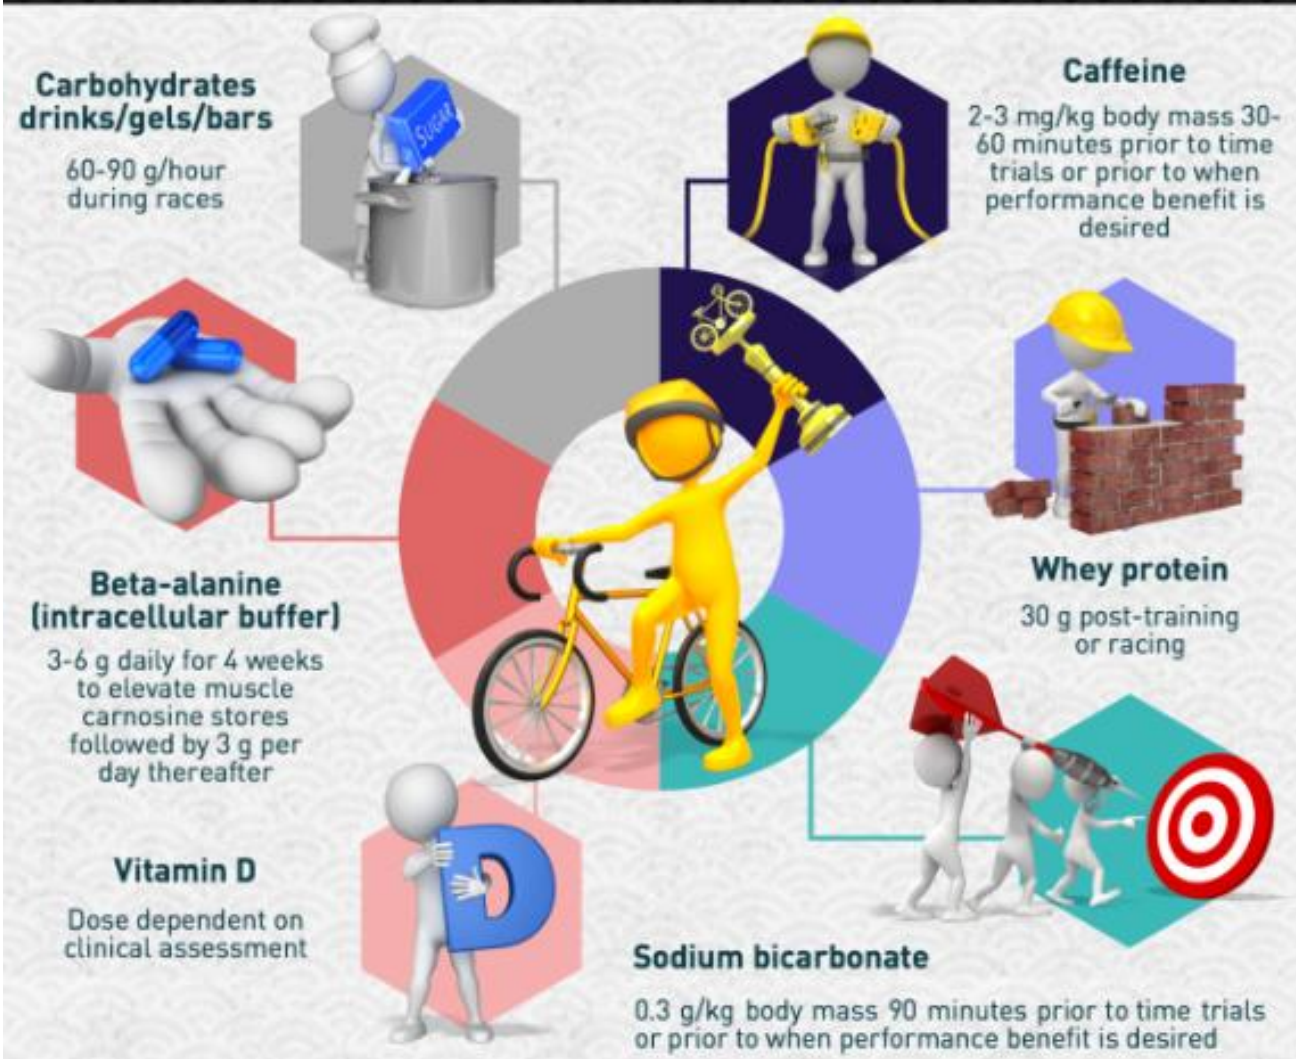 Carbohydrates
drinks/gels/bars
60-90 g/hour
during races
SUGAR
Caffeine
2-3 mg/kg body mass 30-
60 minutes prior to time
trials or prior to when
performance benefit is
desired
Beta-alanine
(intracellular buffer)
3-6 g daily for 4 weeks
to elevate muscle
carnosine stores
followed by 3 g per
day thereafter
Whey protein
30 g post-training
or racing
Vitamin D
Dose dependent on
clinical assessment
D
Sodium bicarbonate
0.3 g/kg body mass 90 minutes prior to time trials
or prior to when performance benefit is desired